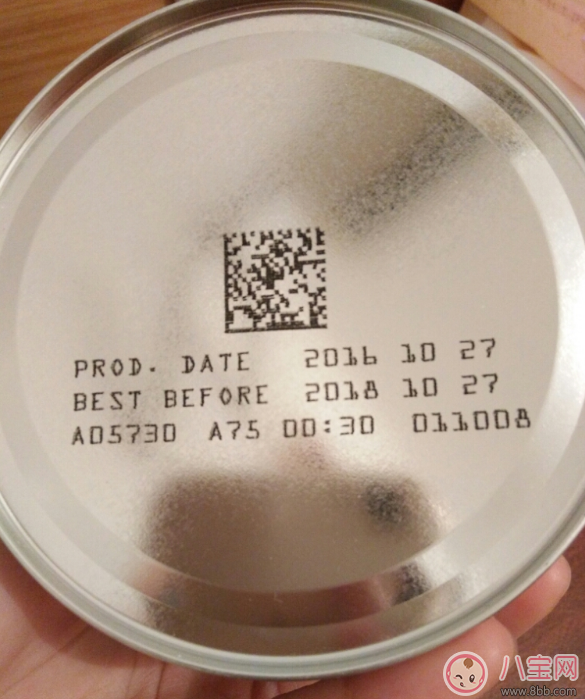 PROD. DATE 2016 10 27
BEST BEFORE 2018 10 27
A05730 A75 00:30 011008
八宝网
www.8bb.com